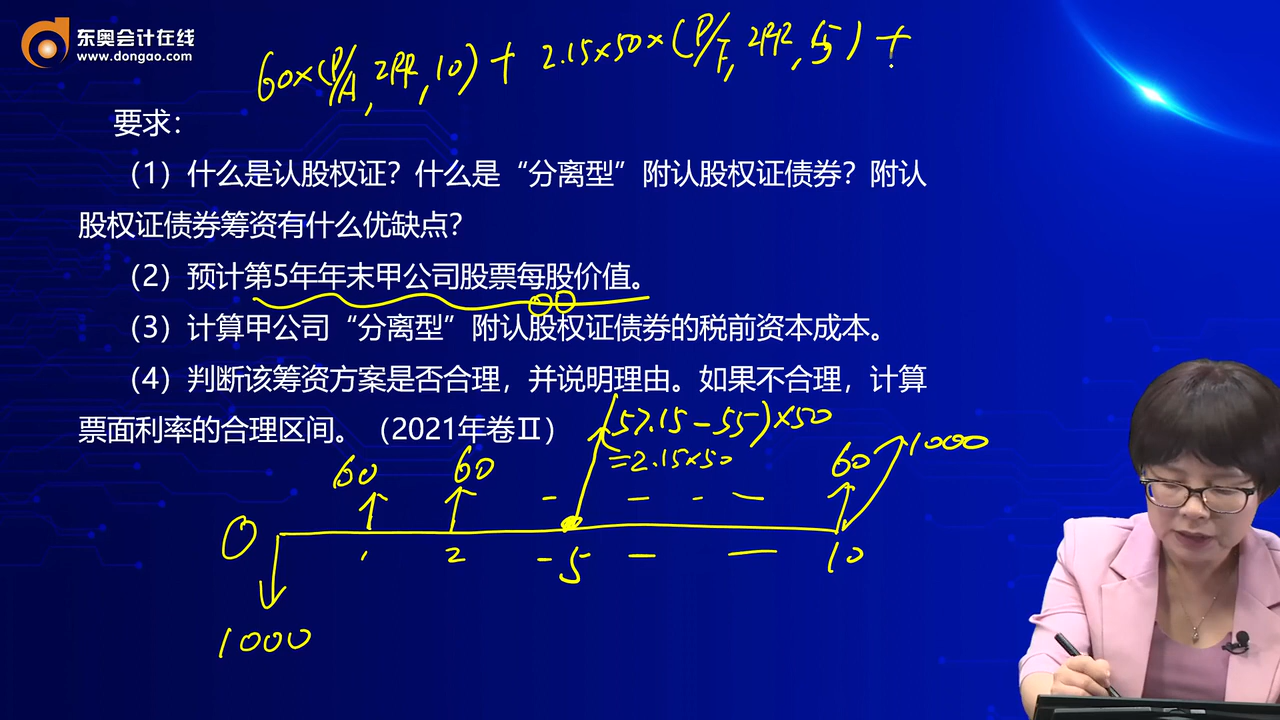 东奥会计在线
www.dongao.com
60×(P/A, IRR, 10) + 2.15×50×(P/F, IRR, 5) +
要求：
（1）什么是认股权证？什么是“分离型”附认股权证债券？附认
股权证债券筹资有什么优缺点？
（2）预计第5年年末甲公司股票每股价值。
（3）计算甲公司“分离型”附认股权证债券的税前资本成本。
（4）判断该筹资方案是否合理，并说明理由。如果不合理，计算
票面利率的合理区间。（2021年卷Ⅱ）
(57.15-55)×50
=2.15×50
60 60 60 1000
0 1 2 5 10
1000